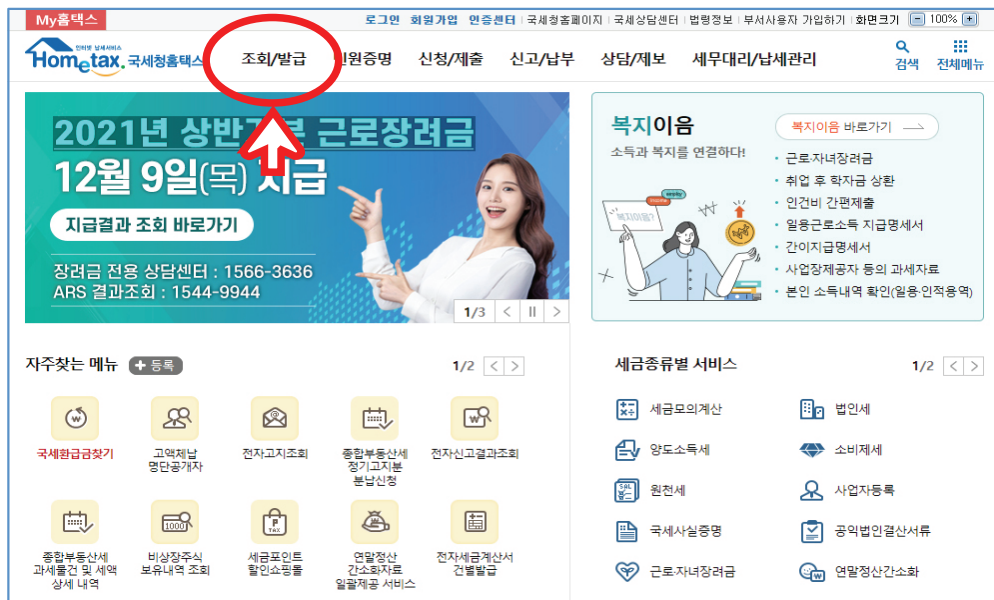 My홈택스
로그인 회원가입 인증센터 국세청홈페이지 국세상담센터 법령정보 부서사용자 가입하기 화면크기 100%
인터넷 납세서비스
Hometax. 국세청홈택스
조회/발급 민원증명 신청/제출 신고/납부 상담/제보 세무대리/납세관리
검색 전체메뉴
2021년 상반기분 근로장려금
12월 9일(목) 지급
지급결과 조회 바로가기
장려금 전용 상담센터 : 1566-3636
ARS 결과조회 : 1544-9944
1/3
복지이음
복지이음 바로가기
소득과 복지를 연결하다!
복지이음?
근로·자녀장려금
취업 후 학자금 상환
인건비 간편제출
일용근로소득 지급명세서
간이지급명세서
사업장제공자 등의 과세자료
본인 소득내역 확인(일용·인적용역)
자주찾는 메뉴 + 등록 1/2
국세환급금찾기
고액체납
명단공개자
전자고지조회
종합부동산세
정기고지분
분납신청
전자신고결과조회
종합부동산세
과세물건 및 세액
상세 내역
비상장주식
보유내역 조회
세금포인트
할인쇼핑몰
연말정산
간소화자료
일괄제공 서비스
전자세금계산서
건별발급
세금종류별 서비스 1/2
세금모의계산
법인세
양도소득세
소비제세
원천세
사업자등록
국세사실증명
공익법인결산서류
근로·자녀장려금
연말정산간소화